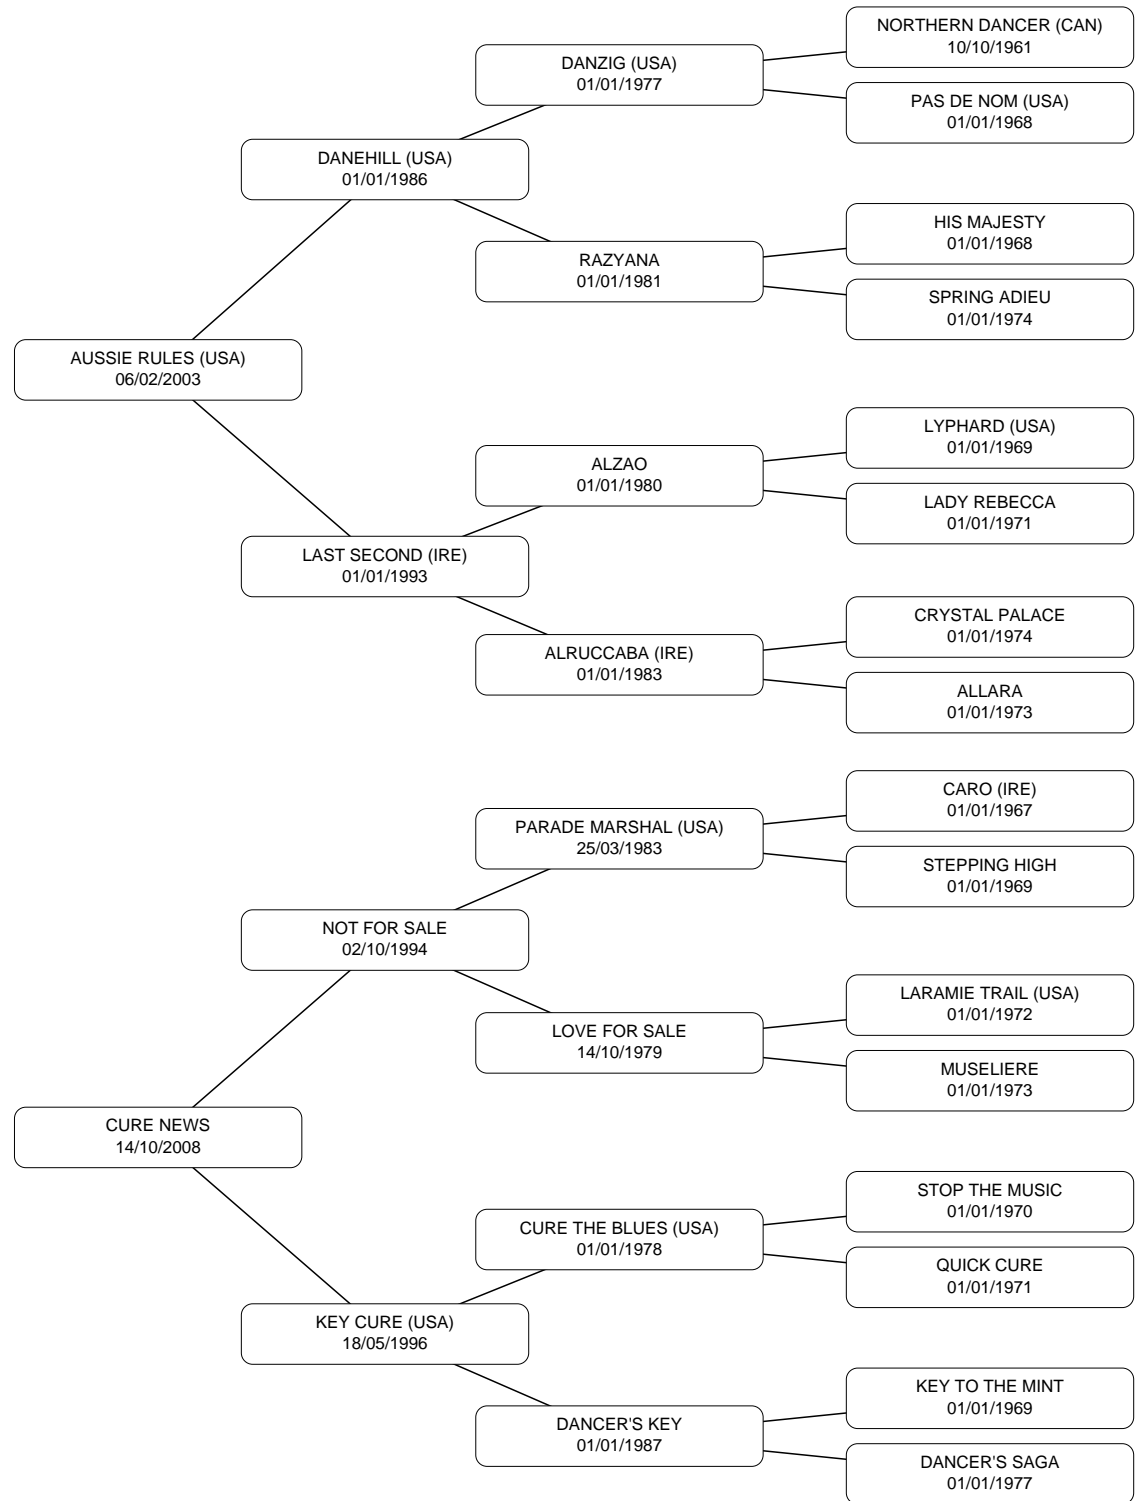 NORTHERN DANCER (CAN)
10/10/1961
DANZIG (USA)
01/01/1977
PAS DE NOM (USA)
01/01/1968
DANEHILL (USA)
01/01/1986
HIS MAJESTY
01/01/1968
RAZYANA
01/01/1981
SPRING ADIEU
01/01/1974
AUSSIE RULES (USA)
06/02/2003
LYPHARD (USA)
01/01/1969
ALZAO
01/01/1980
LADY REBECCA
01/01/1971
LAST SECOND (IRE)
01/01/1993
CRYSTAL PALACE
01/01/1974
ALRUCCABA (IRE)
01/01/1983
ALLARA
01/01/1973
CARO (IRE)
01/01/1967
PARADE MARSHAL (USA)
25/03/1983
STEPPING HIGH
01/01/1969
NOT FOR SALE
02/10/1994
LARAMIE TRAIL (USA)
01/01/1972
LOVE FOR SALE
14/10/1979
MUSELIERE
01/01/1973
CURE NEWS
14/10/2008
STOP THE MUSIC
01/01/1970
CURE THE BLUES (USA)
01/01/1978
QUICK CURE
01/01/1971
KEY CURE (USA)
18/05/1996
KEY TO THE MINT
01/01/1969
DANCER'S KEY
01/01/1987
DANCER'S SAGA
01/01/1977